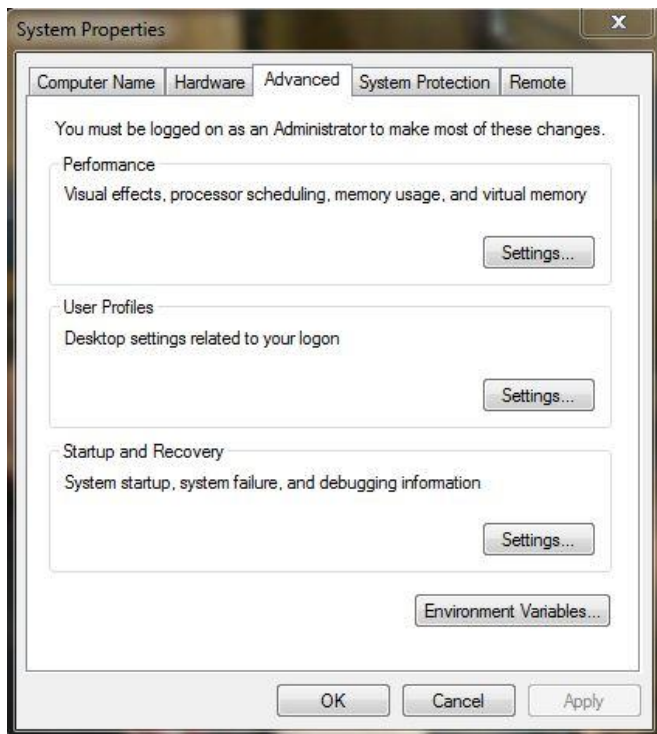 System Properties
X
Computer Name Hardware Advanced System Protection Remote
You must be logged on as an Administrator to make most of these changes.
Performance
Visual effects, processor scheduling, memory usage, and virtual memory
Settings...
User Profiles
Desktop settings related to your logon
Settings...
Startup and Recovery
System startup, system failure, and debugging information
Settings...
Environment Variables...
OK Cancel Apply